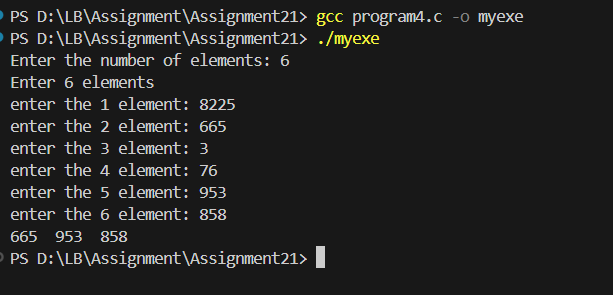 PS D:\LB\Assignment\Assignment21> gcc program4.c -o myexe
PS D:\LB\Assignment\Assignment21> ./myexe
Enter the number of elements: 6
Enter 6 elements
enter the 1 element: 8225
enter the 2 element: 665
enter the 3 element: 3
enter the 4 element: 76
enter the 5 element: 953
enter the 6 element: 858
665  953  858
PS D:\LB\Assignment\Assignment21>